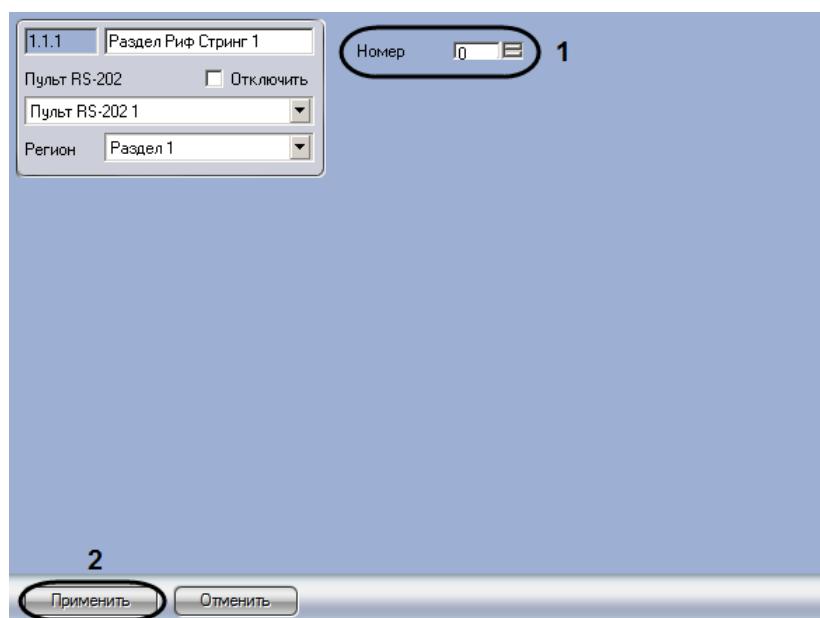 1.1.1 Раздел Риф Стринг 1
Номер 0 1
Пульт RS-202 Отключить
Пульт RS-202 1
Регион Раздел 1
2
Применить Отменить